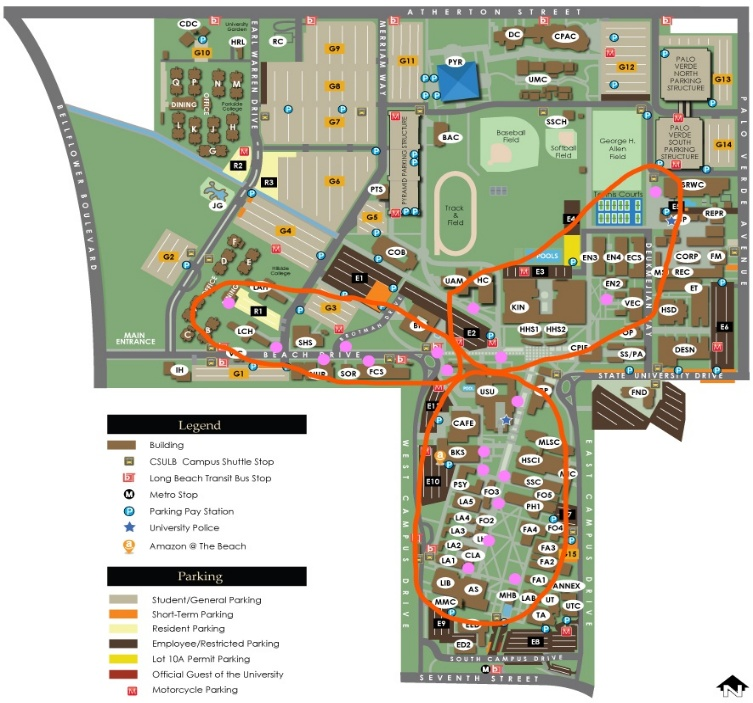 ATHERTON STREET
CDC
University Garden
HRL
G10
RC
EARL WARREN DRIVE
MERRIAM WAY
G9
G11
PYR
DC
CPAC
UMC
G12
PALO VERDE NORTH PARKING STRUCTURE
G13
PALO VERDE AVENUE
Q
P
N
M
DINING
OFFICE
Parkside College
L
K
J
H
G
G8
G7
PYRAMID PARKING STRUCTURE
BAC
Baseball Field
SSCH
Softball Field
George H. Allen Field
PALO VERDE SOUTH PARKING STRUCTURE
G14
BELLFLOWER BOULEVARD
R2
R3
G6
PTS
JG
G5
Track & Field
Tennis Courts
SRWC
REPR
G4
E4
G2
F
E
D
Hillside College
COB
POOLS
EN3
EN4
ECS
CORP
FM
REC
UAM
HC
E1
E3
EN2
ET
VEC
KIN
HSD
R1
G3
BROTMAN DRIVE
E2
HHS1
HHS2
E6
MAIN ENTRANCE
C
B
LCH
SHS
BEACH DRIVE
CPIE
SS/PA
DESN
IH
G1
SOR
FCS
STATE UNIVERSITY DRIVE
USU
POOL
FND
CAFE
MLSC
BKS
HSCI
WEST CAMPUS DRIVE
EAST CAMPUS DRIVE
E10
PSY
SSC
FO3
FO5
LA5
PH1
LA4
FO2
FA4
FO4
LA3
LA2
FA3
G15
CLA
LA1
FA2
LIB
AS
FA1
ANNEX
MHB
LAB
UT
UTC
MMC
TA
E9
E8
ED2
SOUTH CAMPUS DRIVE
SEVENTH STREET
Legend
Building
CSULB Campus Shuttle Stop
Long Beach Transit Bus Stop
Metro Stop
Parking Pay Station
University Police
Amazon @ The Beach
Parking
Student/General Parking
Short-Term Parking
Resident Parking
Employee/Restricted Parking
Lot 10A Permit Parking
Official Guest of the University
Motorcycle Parking
N